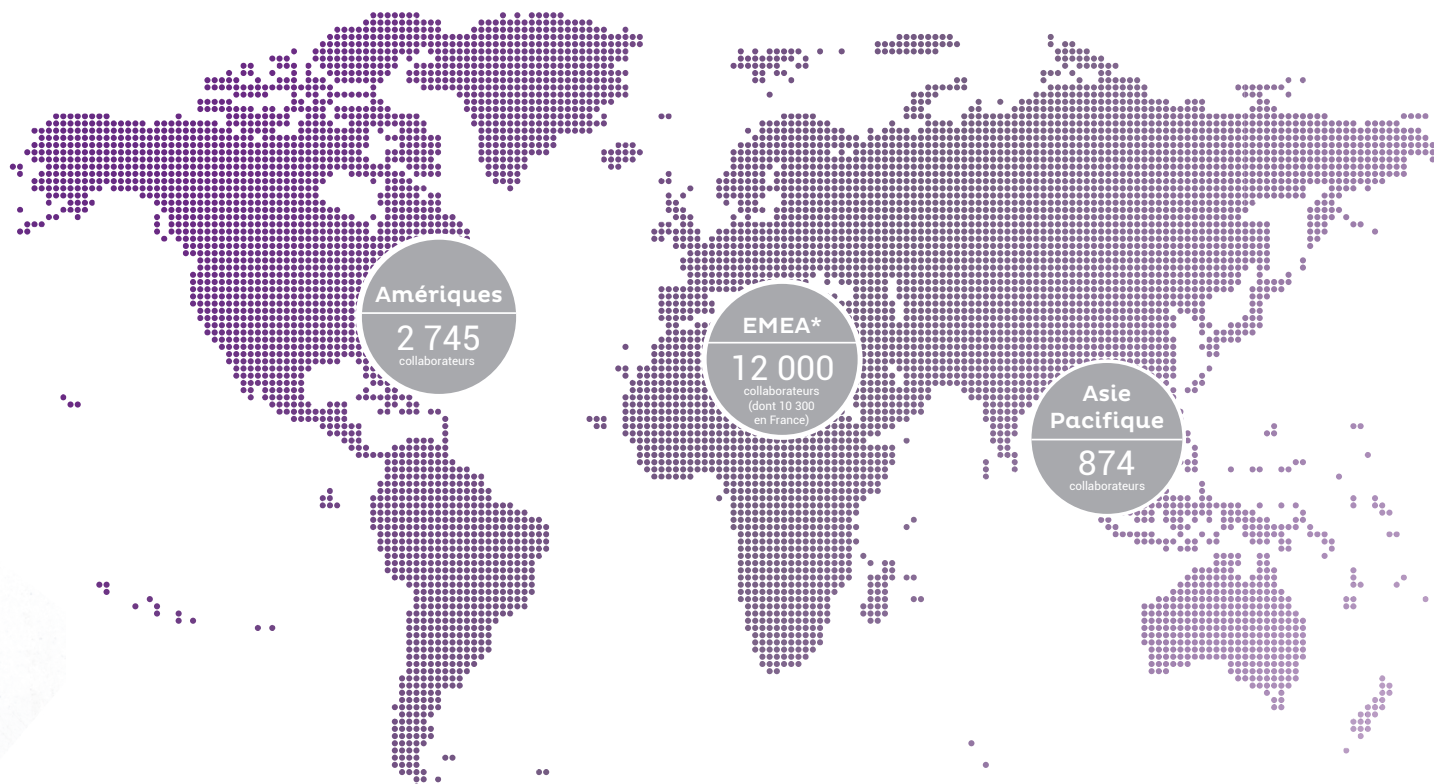 Amériques
2 745
collaborateurs
EMEA*
12 000
collaborateurs
(dont 10 300
en France)
Asie
Pacifique
874
collaborateurs